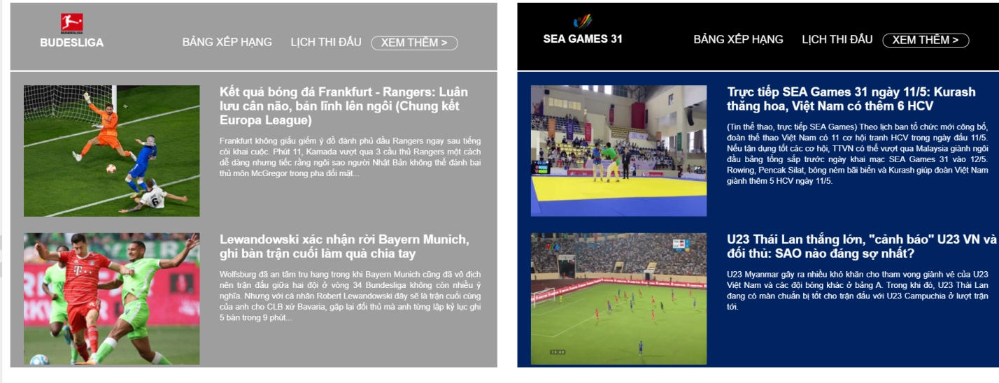 BUNDESLIGA
BUDESLIGA
BẢNG XẾP HẠNG
LỊCH THI ĐẤU
XEM THÊM >
Kết quả bóng đá Frankfurt - Rangers: Luân
lưu cân não, bản lĩnh lên ngôi (Chung kết
Europa League)
Frankfurt không giấu giếm ý đồ đánh phủ đầu Rangers ngay sau tiếng
còi khai cuộc. Phút 11, Kamada vượt qua 3 cầu thủ Rangers một cách
dễ dàng nhưng tiếc rằng ngôi sao người Nhật Bản không thể đánh bại
thủ môn McGregor trong pha đối mặt...
Lewandowski xác nhận rời Bayern Munich,
ghi bàn trận cuối làm quà chia tay
Wolfsburg đã an tâm trụ hạng trong khi Bayern Munich cũng đã vô địch
nên trận đấu giữa hai đội ở vòng 34 Bundesliga không còn nhiều ý
nghĩa. Nhưng với cá nhân Robert Lewandowski đây sẽ là trận cuối cùng
của anh cho CLB xứ Bavaria, gặp lại đối thủ mà anh từng lập kỷ lục ghi
5 bàn trong 9 phút...
SEA GAMES 31
BẢNG XẾP HẠNG
LỊCH THI ĐẤU
XEM THÊM >
Trực tiếp SEA Games 31 ngày 11/5: Kurash
thăng hoa, Việt Nam có thêm 6 HCV
(Tin thể thao, trực tiếp SEA Games) Theo lịch ban tổ chức mới công bố,
đoàn thể thao Việt Nam có 11 cơ hội tranh HCV trong ngày đấu 11/5.
Nếu tận dụng tốt các cơ hội, TTVN có thể vượt qua Malaysia giành ngôi
đầu bảng tổng sắp trước ngày khai mạc SEA Games 31 vào 12/5.
Rowing, Pencak Silat, bóng ném bãi biển và Kurash giúp đoàn Việt Nam
giành thêm 5 HCV ngày 11/5.
U23 Thái Lan thắng lớn, "cảnh báo" U23 VN và
đối thủ: SAO nào đáng sợ nhất?
U23 Myanmar gây ra nhiều khó khăn cho tham vọng giành vé của U23
Việt Nam và các đội bóng khác ở bảng A. Trong khi đó, U23 Thái Lan
đang có màn chuẩn bị tốt cho trận đấu với U23 Campuchia ở lượt trận
tới.